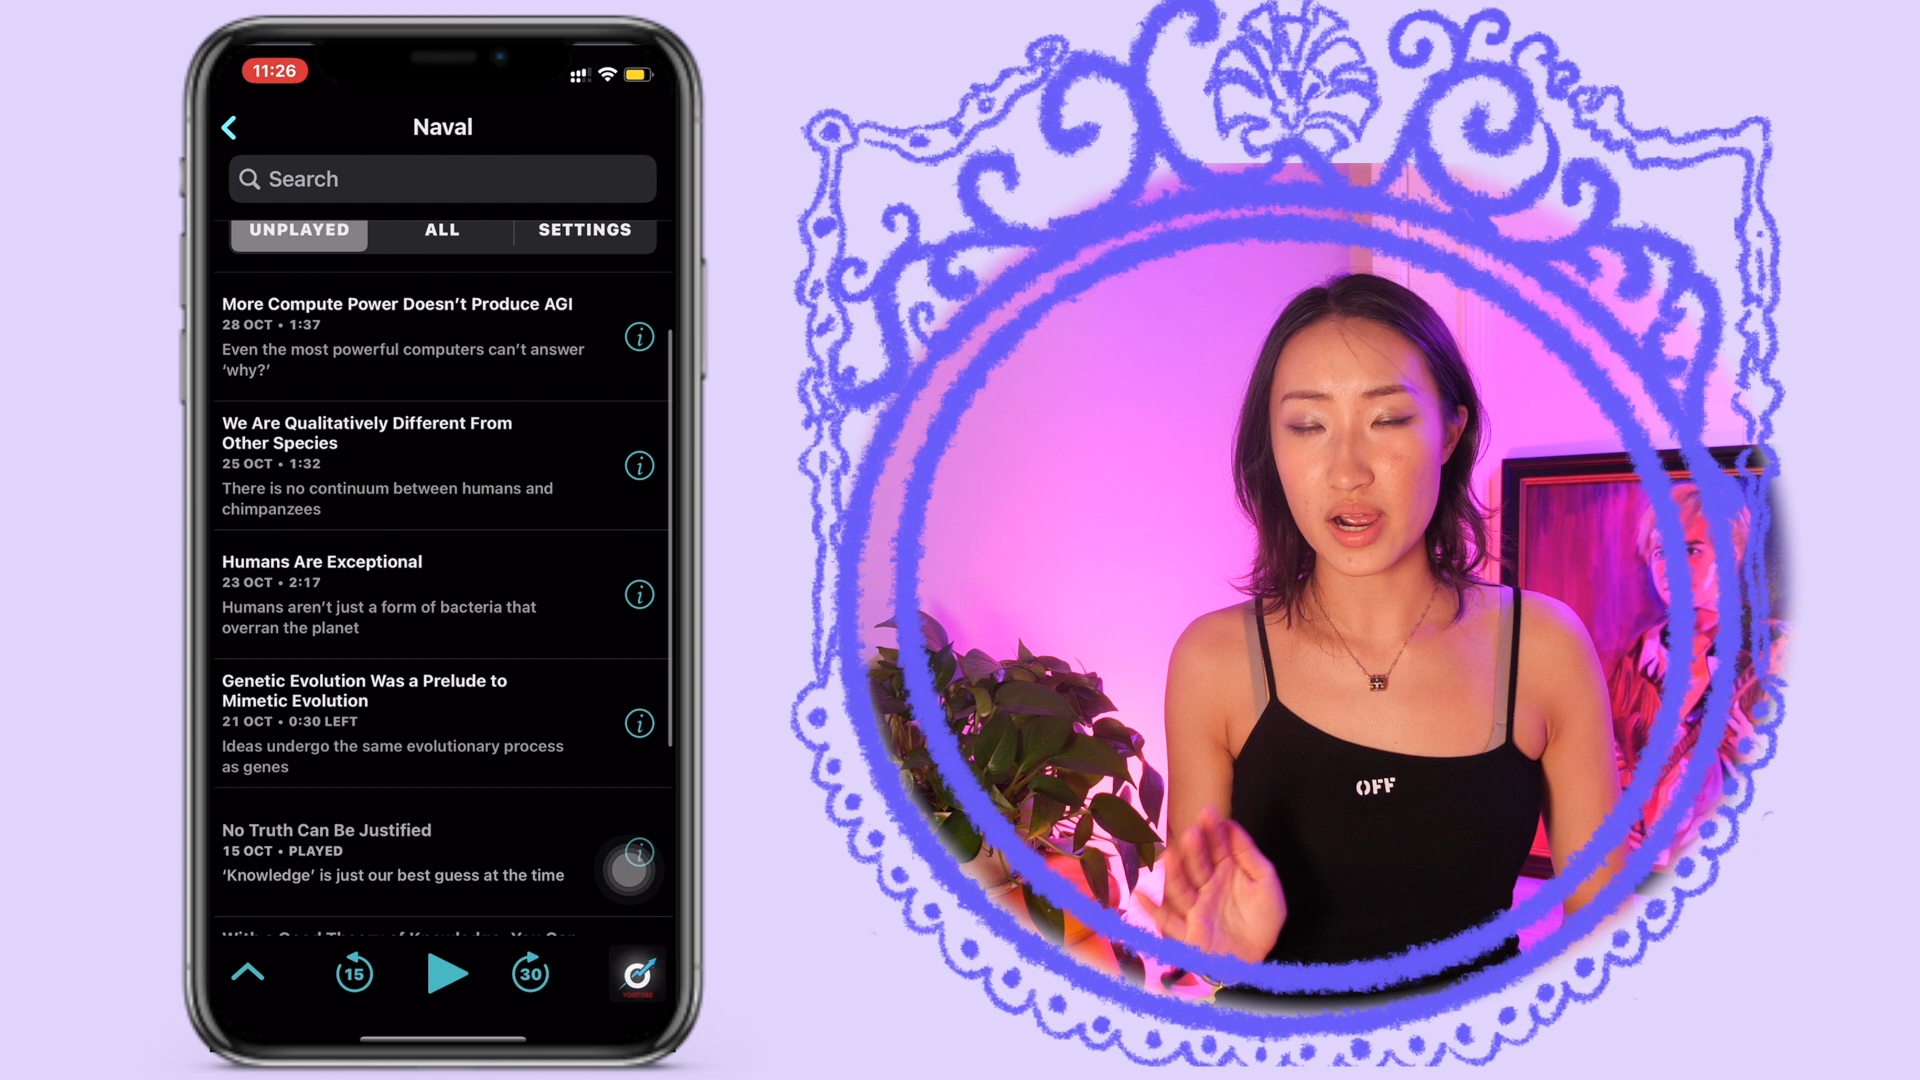 11:26
Naval
Search
UNPLAYED ALL SETTINGS
More Compute Power Doesn’t Produce AGI
28 OCT • 1:37
Even the most powerful computers can’t answer
‘why?’
We Are Qualitatively Different From
Other Species
25 OCT • 1:32
There is no continuum between humans and
chimpanzees
Humans Are Exceptional
23 OCT • 2:17
Humans aren’t just a form of bacteria that
overran the planet
Genetic Evolution Was a Prelude to
Mimetic Evolution
21 OCT • 0:30 LEFT
Ideas undergo the same evolutionary process
as genes
No Truth Can Be Justified
15 OCT • PLAYED
‘Knowledge’ is just our best guess at the time
15 30
OFF